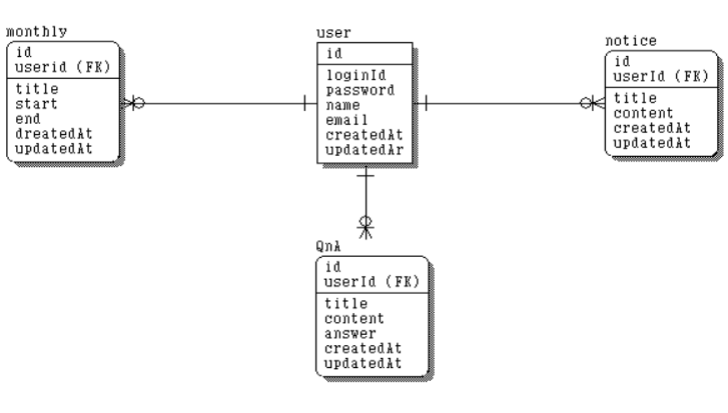 monthly
id
userid (FK)
title
start
end
dreatedAt
updatedAt
user
id
loginId
password
name
email
createdAt
updatedAr
notice
id
userId (FK)
title
content
createdAt
updatedAt
QnA
id
userId (FK)
title
content
answer
createdAt
updatedAt